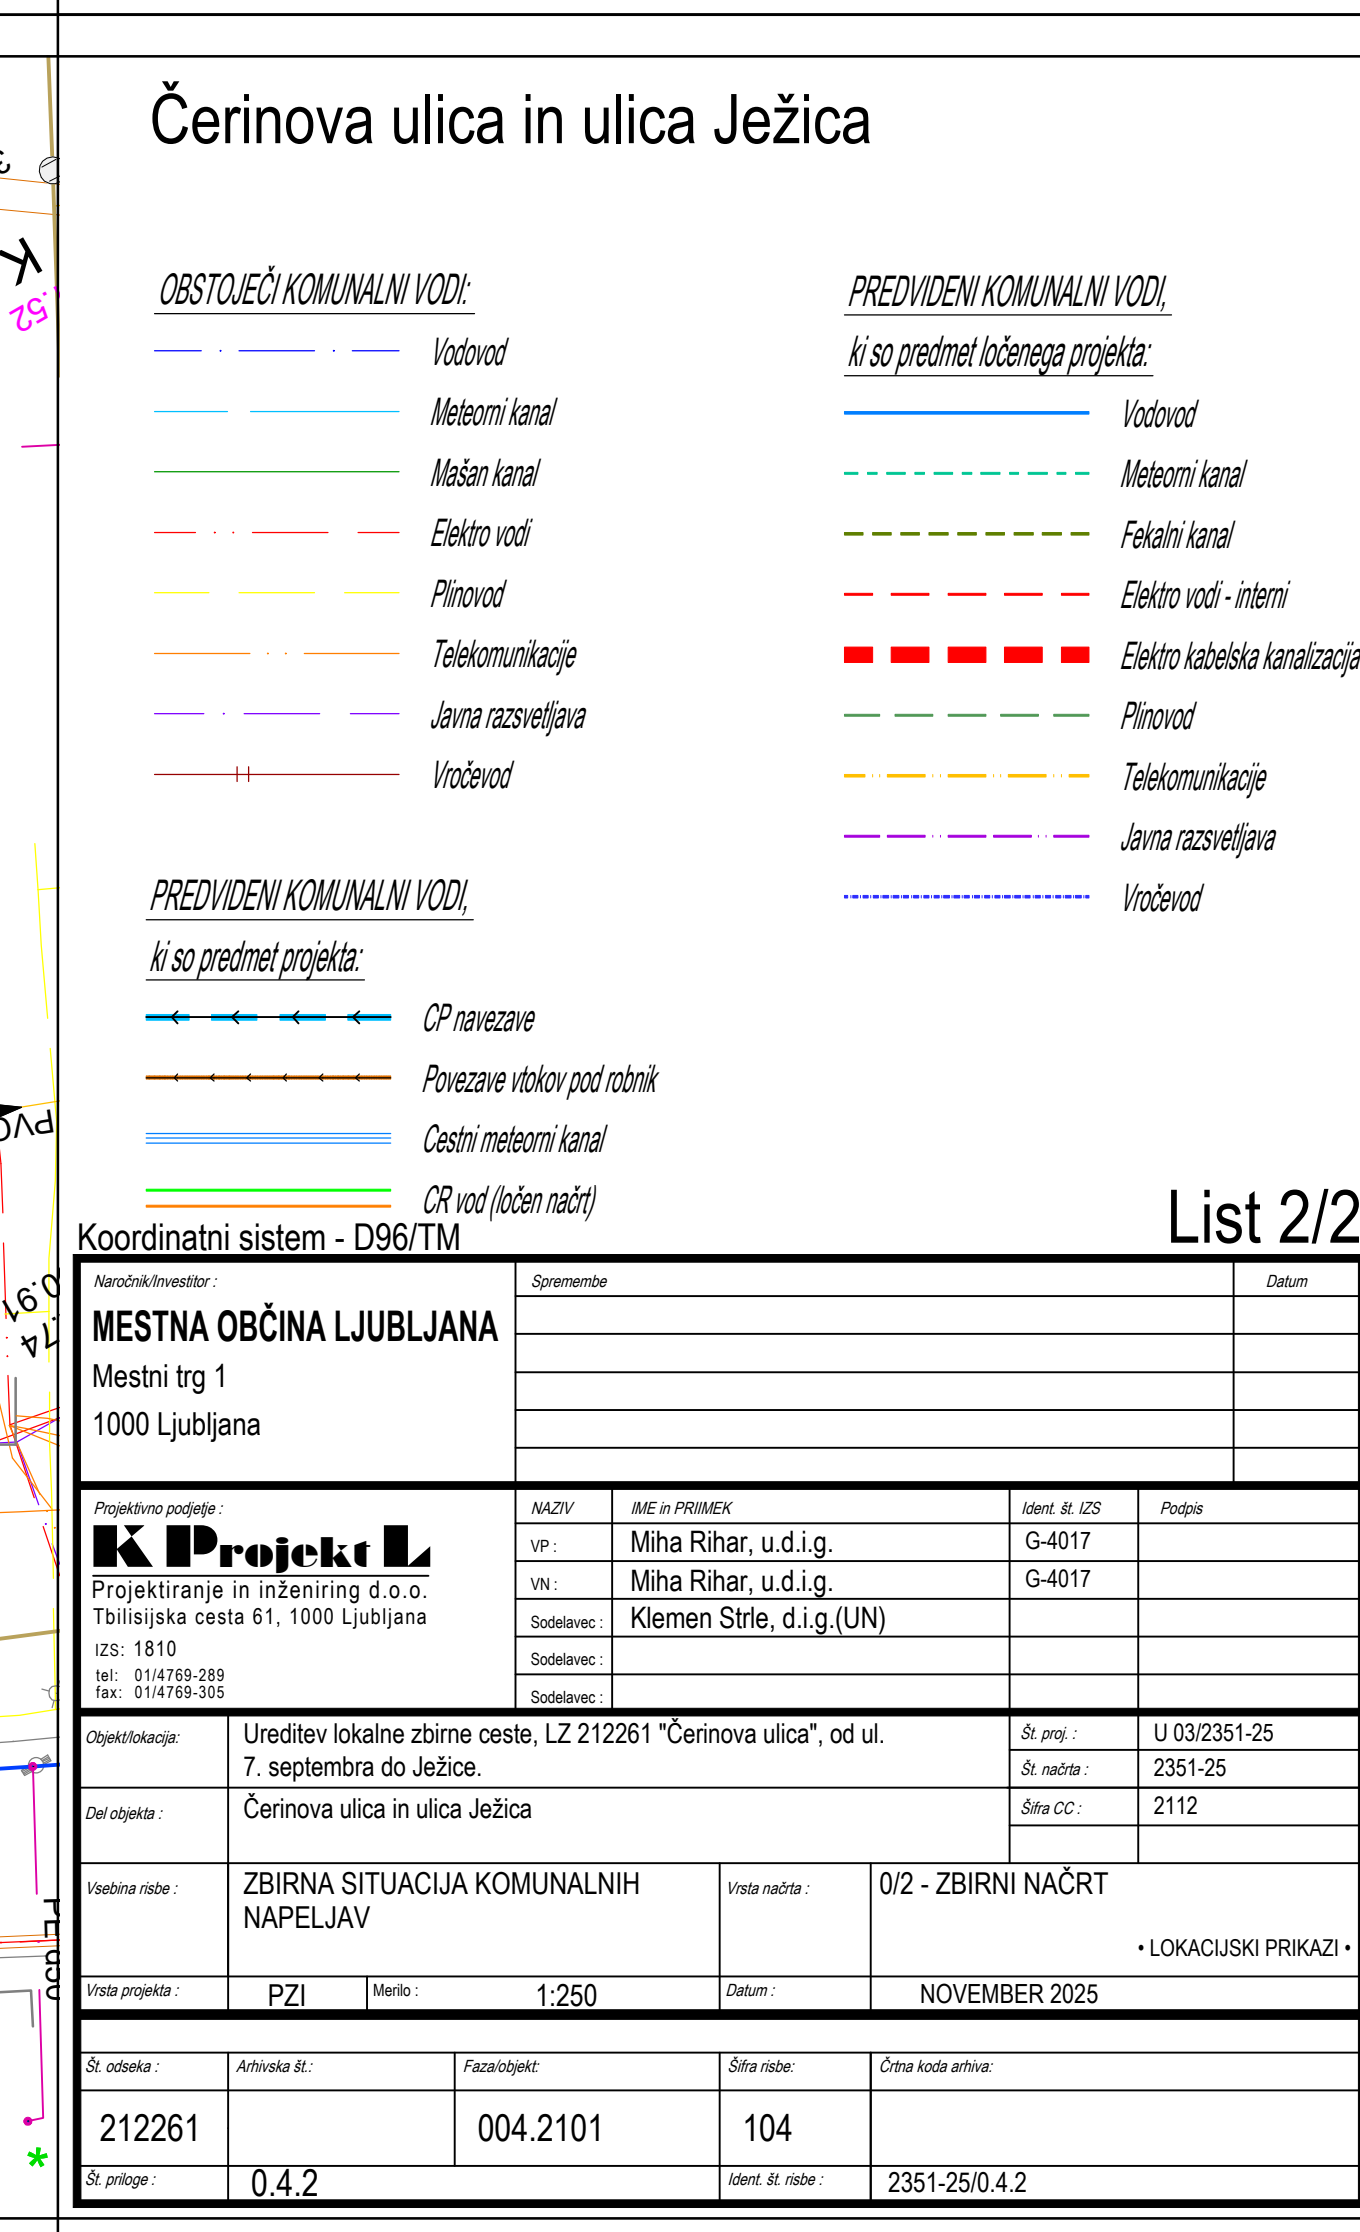 Čerinova ulica in ulica Ježica
OBSTOJEČI KOMUNALNI VODI:
Vodovod
Meteorni kanal
Mašan kanal
Elektro vodi
Plinovod
Telekomunikacije
Javna razsvetljava
Vročevod
PREDVIDENI KOMUNALNI VODI,
ki so predmet ločenega projekta:
Vodovod
Meteorni kanal
Fekalni kanal
Elektro vodi - interni
Elektro kabelska kanalizacija
Plinovod
Telekomunikacije
Javna razsvetljava
Vročevod
PREDVIDENI KOMUNALNI VODI,
ki so predmet projekta:
CP navezave
Povezave vtokov pod robnik
Cestni meteorni kanal
CR vod (ločen načrt)
K
.52
PVC
0.91
.74
PE d50
Koordinatni sistem - D96/TM
List 2/2
Naročnik/Investitor :
MESTNA OBČINA LJUBLJANA
Mestni trg 1
1000 Ljubljana
Spremembe Datum
Projektivno podjetje :
K Projekt L
Projektiranje in inženiring d.o.o.
Tbilisijska cesta 61, 1000 Ljubljana
IZS: 1810
tel: 01/4769-289
fax: 01/4769-305
NAZIV IME in PRIIMEK Ident. št. IZS Podpis
VP : Miha Rihar, u.d.i.g. G-4017
VN : Miha Rihar, u.d.i.g. G-4017
Sodelavec : Klemen Strle, d.i.g.(UN)
Sodelavec :
Sodelavec :
Objekt/lokacija: Ureditev lokalne zbirne ceste, LZ 212261 "Čerinova ulica", od ul.
7. septembra do Ježice.
Št. proj. : U 03/2351-25
Št. načrta : 2351-25
Del objekta : Čerinova ulica in ulica Ježica
Šifra CC : 2112
Vsebina risbe : ZBIRNA SITUACIJA KOMUNALNIH
NAPELJAV
Vrsta načrta : 0/2 - ZBIRNI NAČRT
• LOKACIJSKI PRIKAZI •
Vrsta projekta : PZI Merilo : 1:250 Datum : NOVEMBER 2025
Št. odseka : Arhivska št.: Faza/objekt: Šifra risbe: Črtna koda arhiva:
212261 004.2101 104
Št. priloge : 0.4.2 Ident. št. risbe : 2351-25/0.4.2